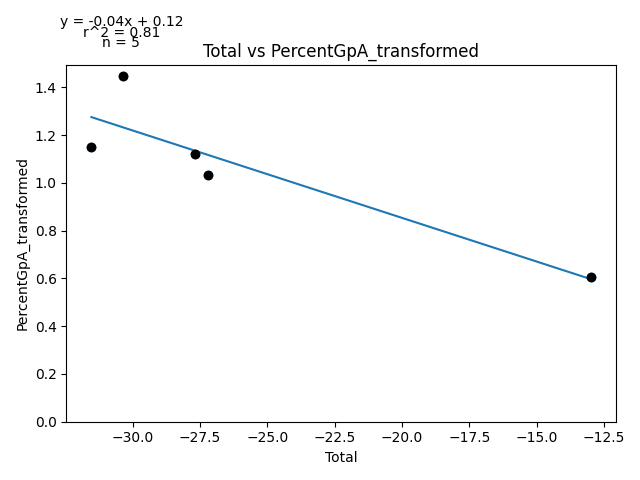 y = -0.04x + 0.12
r^2 = 0.81
n = 5
Total vs PercentGpA_transformed
1.4
1.2
1.0
0.8
0.6
0.4
0.2
0.0
PercentGpA_transformed
−30.0 −27.5 −25.0 −22.5 −20.0 −17.5 −15.0 −12.5
Total